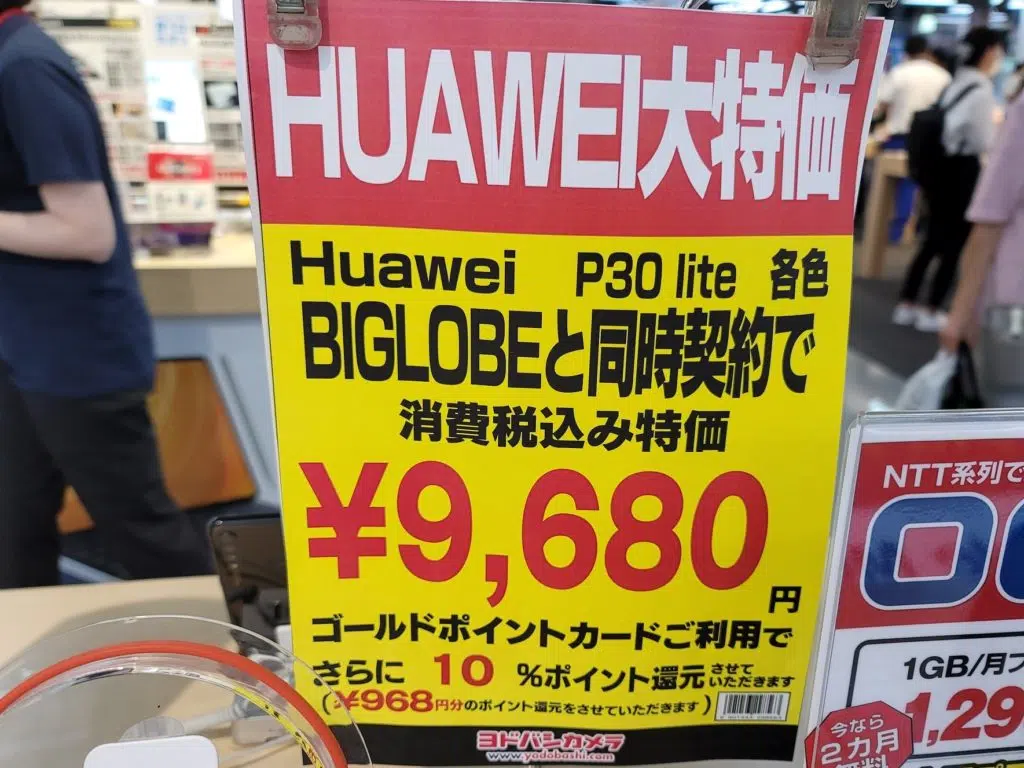 HUAWEI大特価
Huawei P30 lite 各色
BIGLOBEと同時契約で
消費税込み特価
¥9,680
円
ゴールドポイントカードご利用で
さらに 10 %ポイント還元させて
いただきます
(¥968円分のポイント還元をさせていただきます)
ヨドバシカメラ
www.yodobashi.com
NTT系列で
1GB/月
1,29
今なら
2カ月
無料